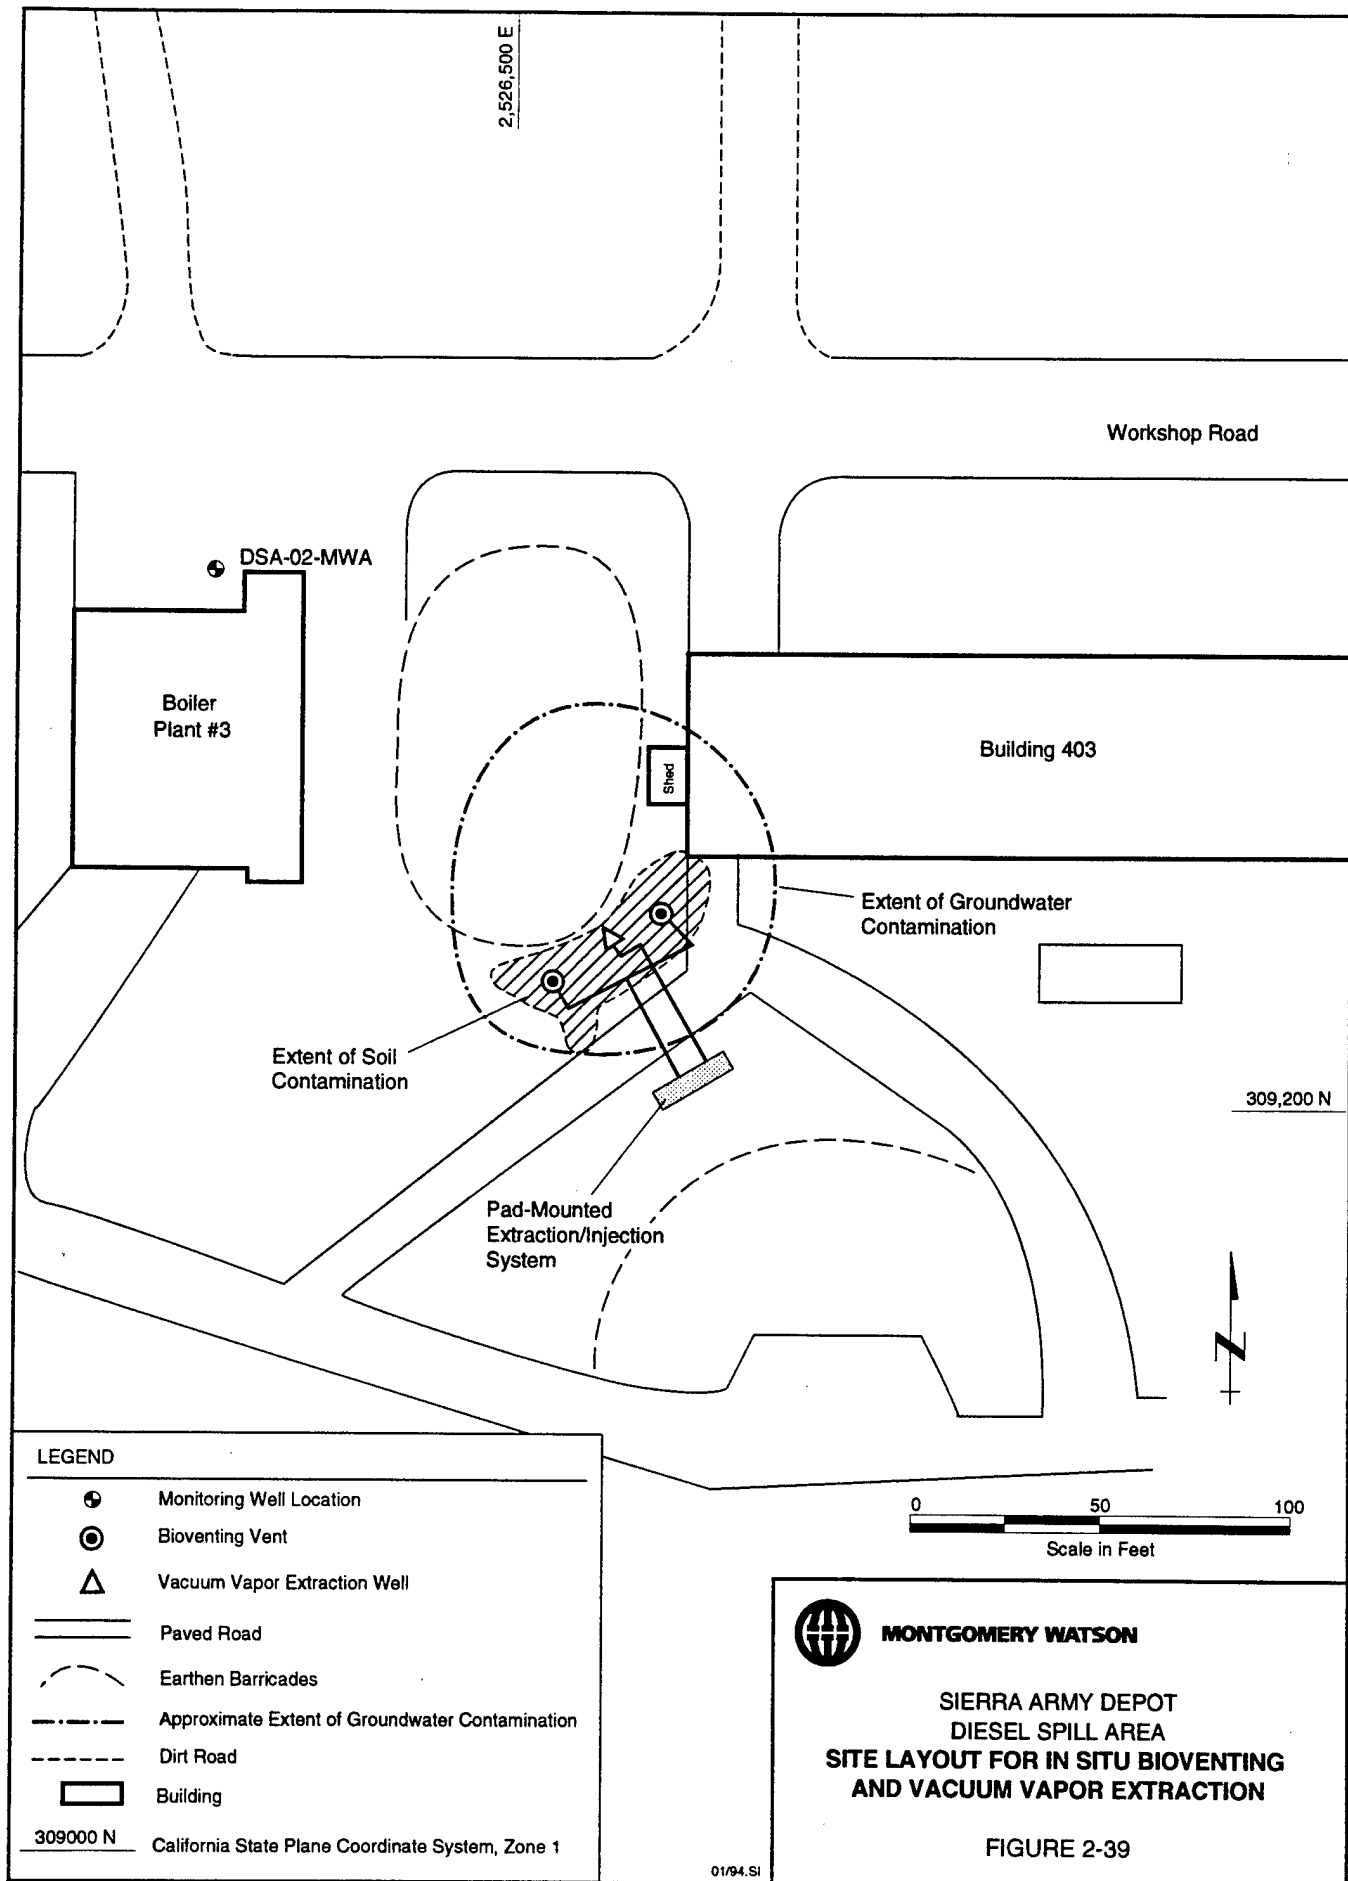 2,526,500 E
Workshop Road
DSA-02-MWA
Boiler
Plant #3
Shed
Building 403
Extent of Groundwater
Contamination
Extent of Soil
Contamination
309,200 N
Pad-Mounted
Extraction/Injection
System
N
LEGEND
Monitoring Well Location
Bioventing Vent
Vacuum Vapor Extraction Well
Paved Road
Earthen Barricades
Approximate Extent of Groundwater Contamination
Dirt Road
Building
309000 N California State Plane Coordinate System, Zone 1
0 50 100
Scale in Feet
MONTGOMERY WATSON
SIERRA ARMY DEPOT
DIESEL SPILL AREA
SITE LAYOUT FOR IN SITU BIOVENTING
AND VACUUM VAPOR EXTRACTION
FIGURE 2-39
01/94.SI